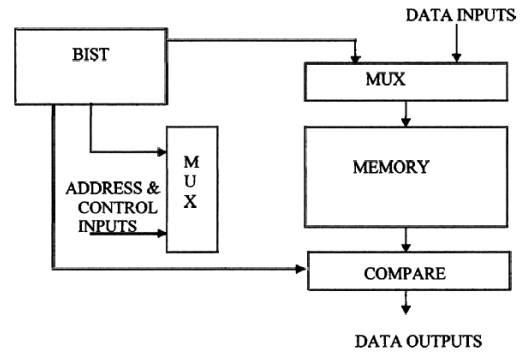 DATA INPUTS
BIST
MUX
M
U
X
MEMORY
ADDRESS &
CONTROL
INPUTS
COMPARE
DATA OUTPUTS